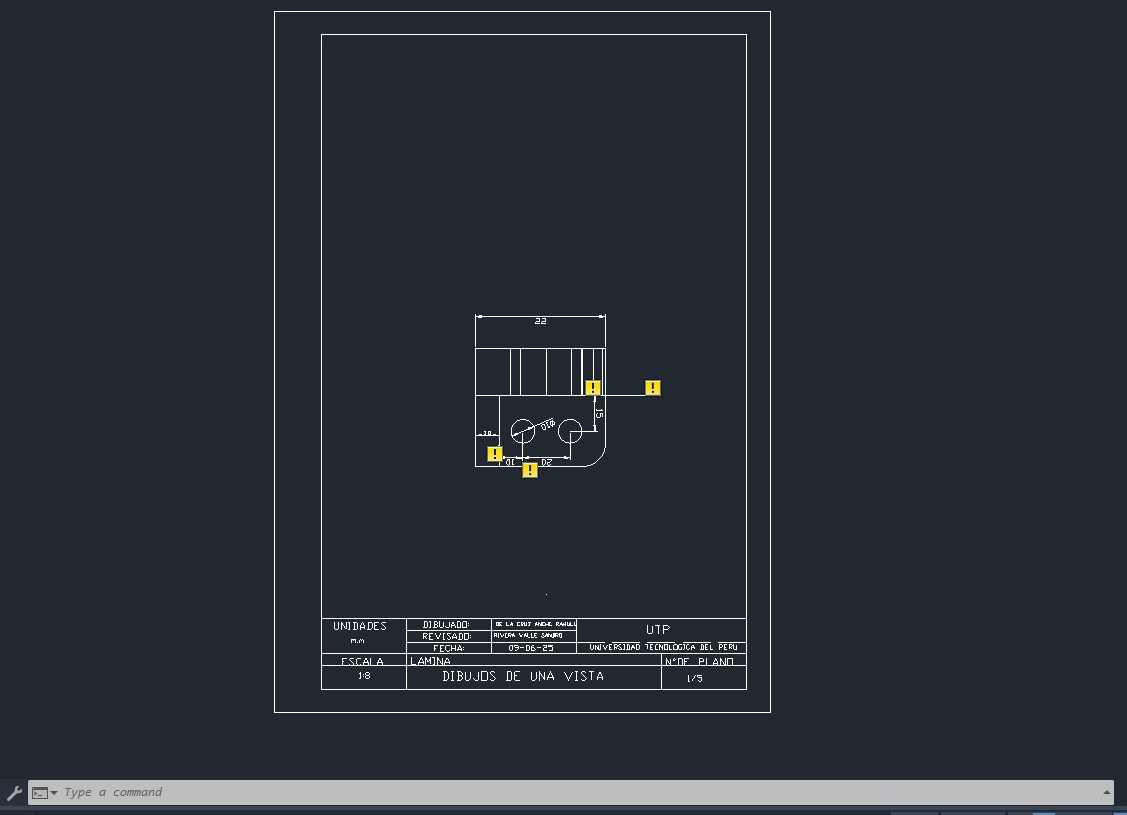 22
15
Ø10
10
10
20
UNIDADES
m.m
DIBUJADO:
DE LA CRUZ ANCHE
REVISADO:
RIVERA VALLE SANDRO
FECHA:
09-06-25
UTP
UNIVERSIDAD TECNOLOGICA DEL PERU
ESCALA
1:8
LAMINA
DIBUJOS DE UNA VISTA
N°DE PLANO
1/5
Type a command